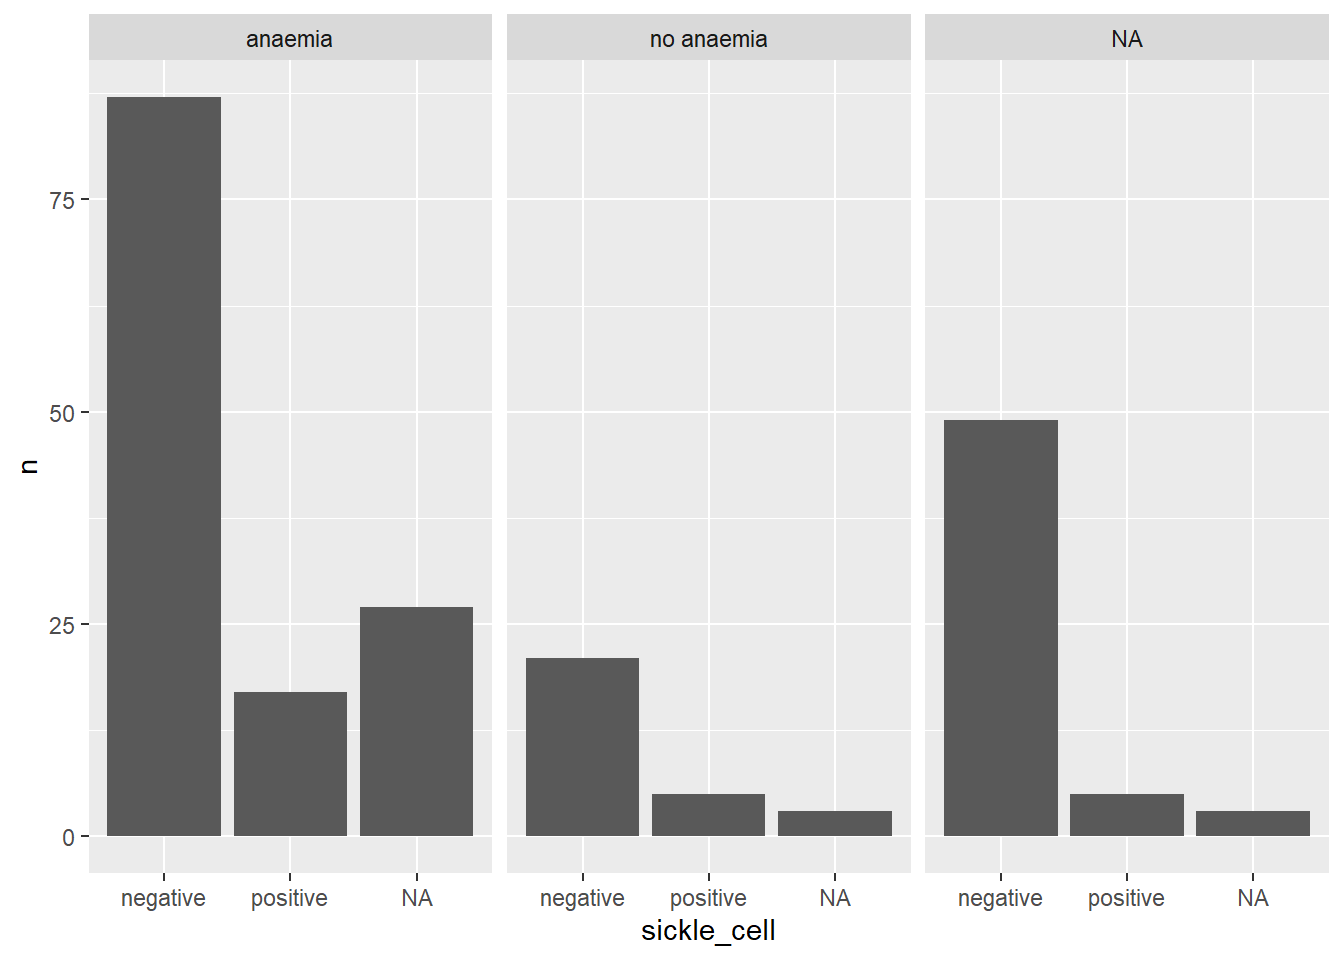 anaemia
no anaemia
NA
75
50
25
0
n
negative positive NA
negative positive NA
negative positive NA
sickle_cell